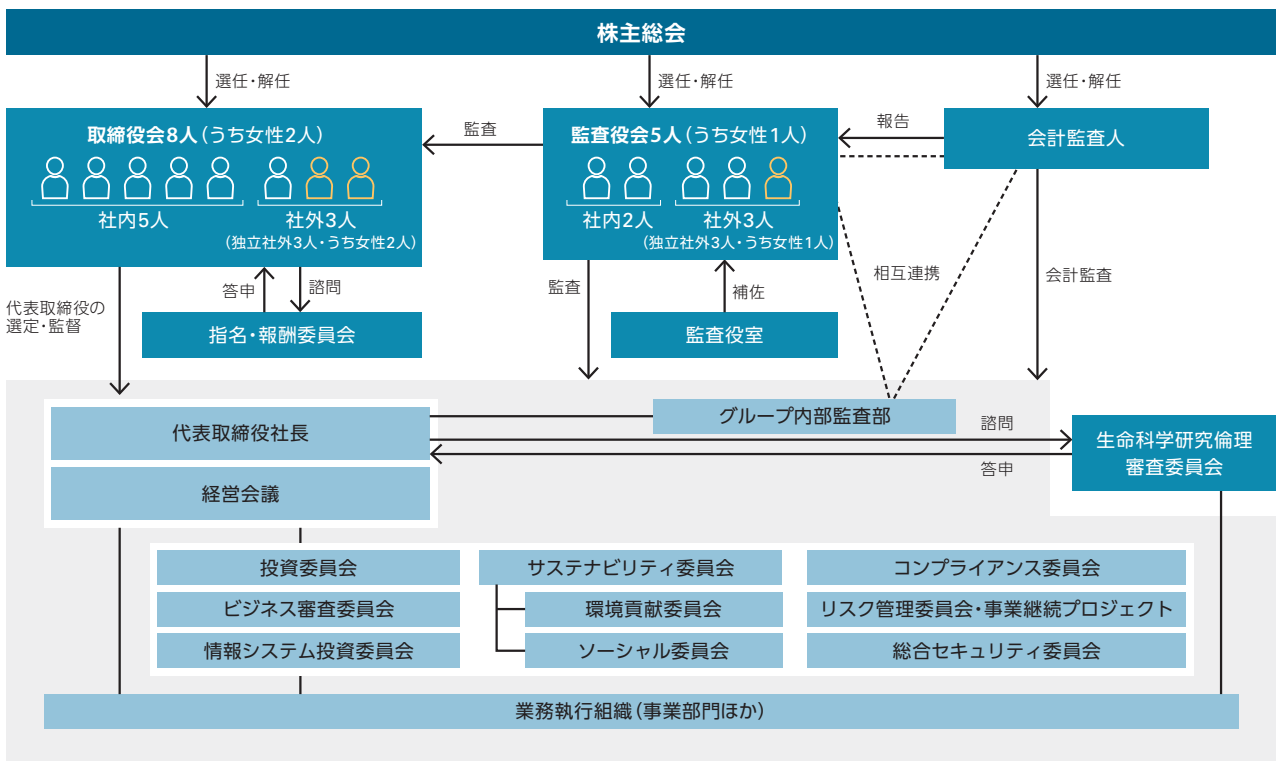 株主総会
選任・解任
選任・解任
選任・解任
取締役会8人(うち女性2人)
社内5人
社外3人
(独立社外3人・うち女性2人)
監査
監査役会5人(うち女性1人)
社内2人
社外3人
(独立社外3人・うち女性1人)
報告
会計監査人
代表取締役の
選定・監督
答申
諮問
指名・報酬委員会
監査
補佐
監査役室
相互連携
会計監査
グループ内部監査部
代表取締役社長
経営会議
諮問
答申
生命科学研究倫理
審査委員会
投資委員会
ビジネス審査委員会
情報システム投資委員会
サステナビリティ委員会
環境貢献委員会
ソーシャル委員会
コンプライアンス委員会
リスク管理委員会・事業継続プロジェクト
総合セキュリティ委員会
業務執行組織(事業部門ほか)